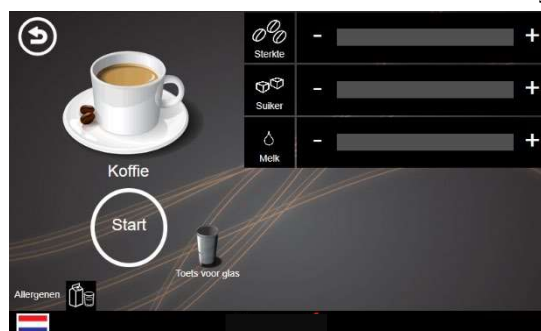 Sterkte
-
+
Suiker
-
+
Melk
-
+
Koffie
Start
Toets voor glas
Allergenen